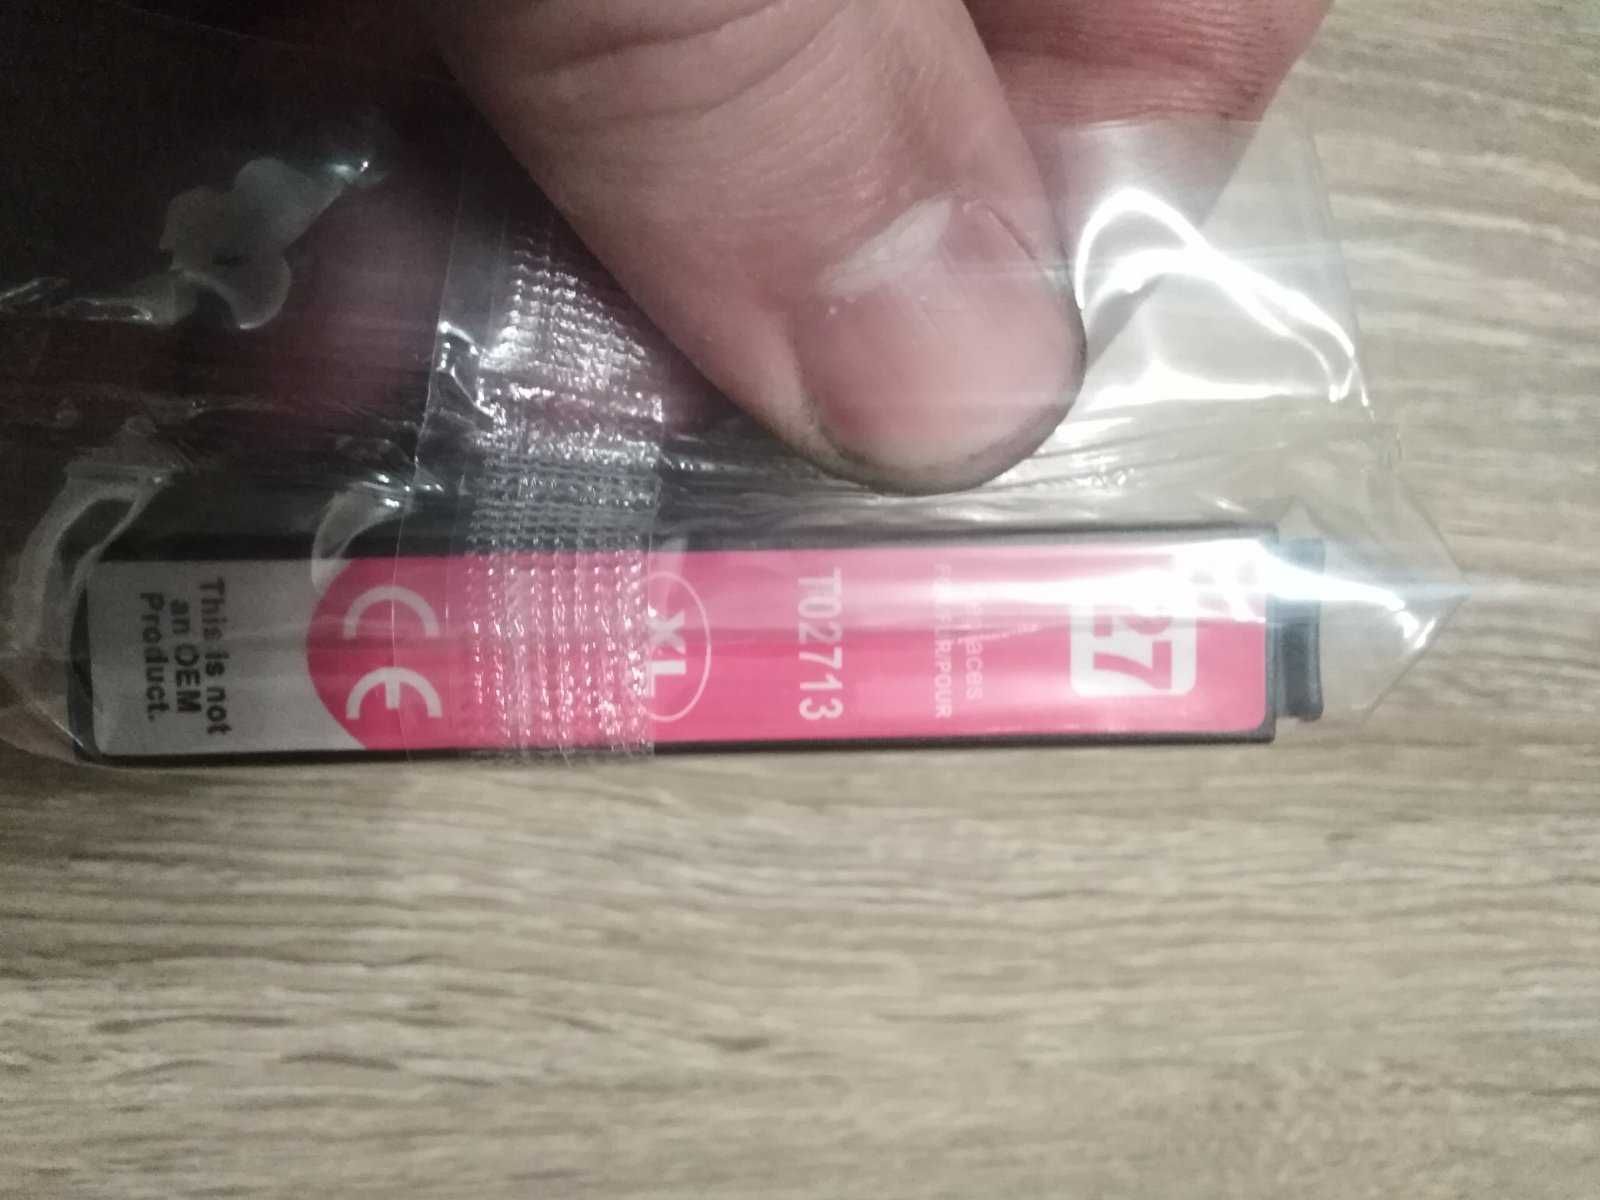 27
T02713
XL
CE
This is not
an OEM
Product.